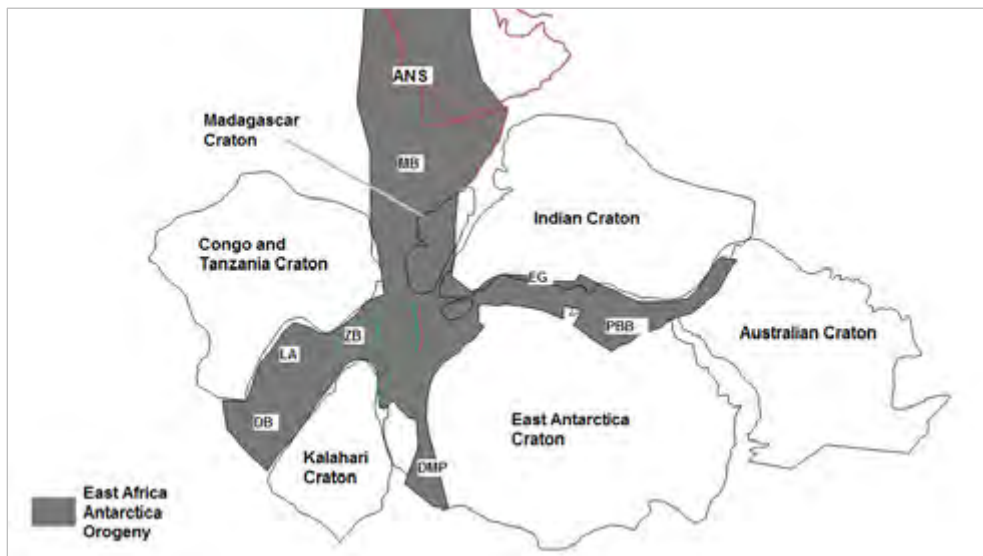 ANS
Madagascar
Craton
MB
Indian Craton
Congo and
Tanzania Craton
EG
Z
PBB
ZB
Australian Craton
LA
East Antarctica
Craton
DB
Kalahari
Craton
DMP
East Africa
Antarctica
Orogeny